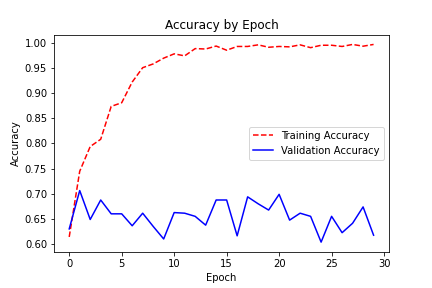 Accuracy by Epoch
1.00
0.95
0.90
0.85
0.80
0.75
0.70
0.65
0.60
Accuracy
Training Accuracy
Validation Accuracy
0 5 10 15 20 25 30
Epoch